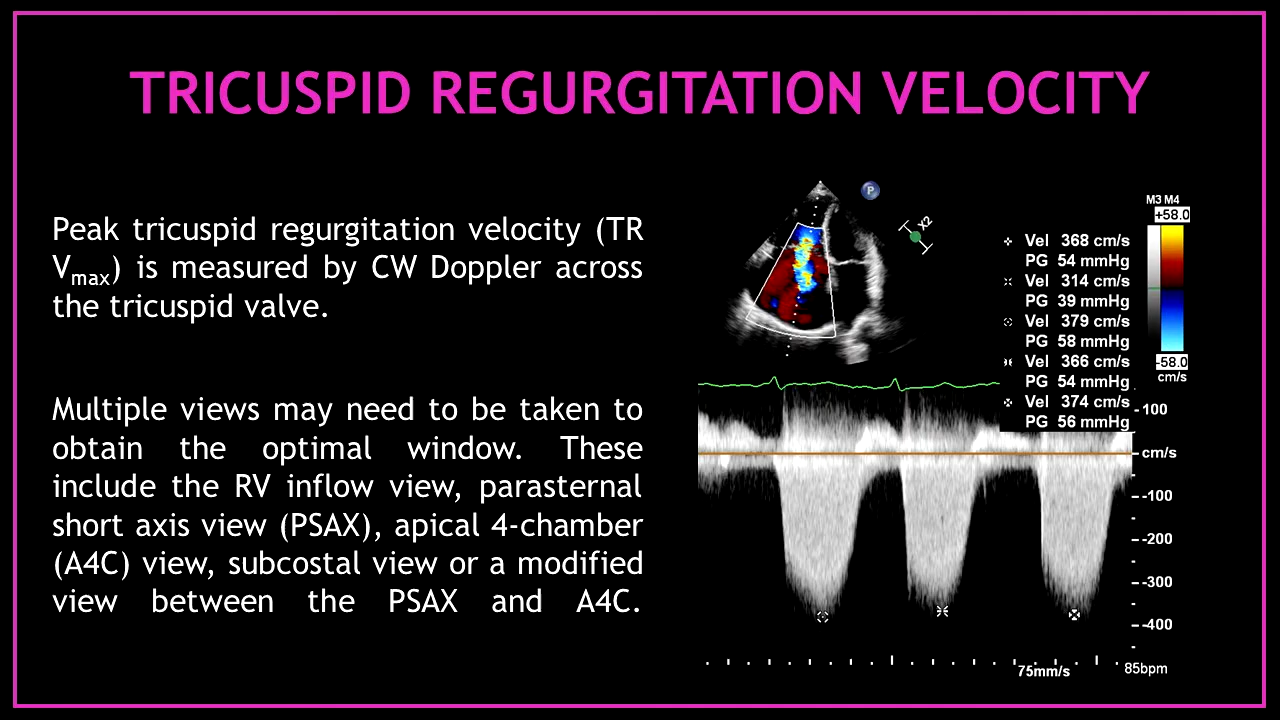 TRICUSPID REGURGITATION VELOCITY
Peak tricuspid regurgitation velocity (TR
Vmax) is measured by CW Doppler across
the tricuspid valve.
Multiple views may need to be taken to
obtain the optimal window. These
include the RV inflow view, parasternal
short axis view (PSAX), apical 4-chamber
(A4C) view, subcostal view or a modified
view between the PSAX and A4C.
P
X2
M3 M4
+58.0
-58.0
cm/s
Vel 368 cm/s
PG 54 mmHg
Vel 314 cm/s
PG 39 mmHg
Vel 379 cm/s
PG 58 mmHg
Vel 366 cm/s
PG 54 mmHg
Vel 374 cm/s
PG 56 mmHg
100
cm/s
-100
-200
-300
-400
75mm/s
85bpm